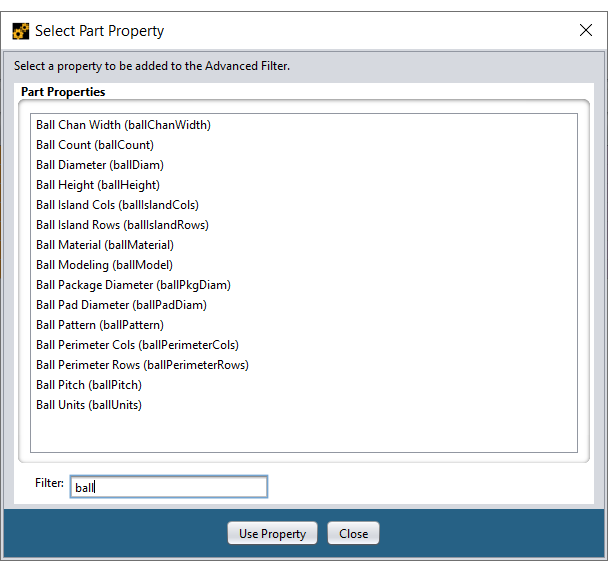 Select Part Property
Select a property to be added to the Advanced Filter.
Part Properties
Ball Chan Width (ballChanWidth)
Ball Count (ballCount)
Ball Diameter (ballDiam)
Ball Height (ballHeight)
Ball Island Cols (ballIslandCols)
Ball Island Rows (ballIslandRows)
Ball Material (ballMaterial)
Ball Modeling (ballModel)
Ball Package Diameter (ballPkgDiam)
Ball Pad Diameter (ballPadDiam)
Ball Pattern (ballPattern)
Ball Perimeter Cols (ballPerimeterCols)
Ball Perimeter Rows (ballPerimeterRows)
Ball Pitch (ballPitch)
Ball Units (ballUnits)
Filter: ball
Use Property Close